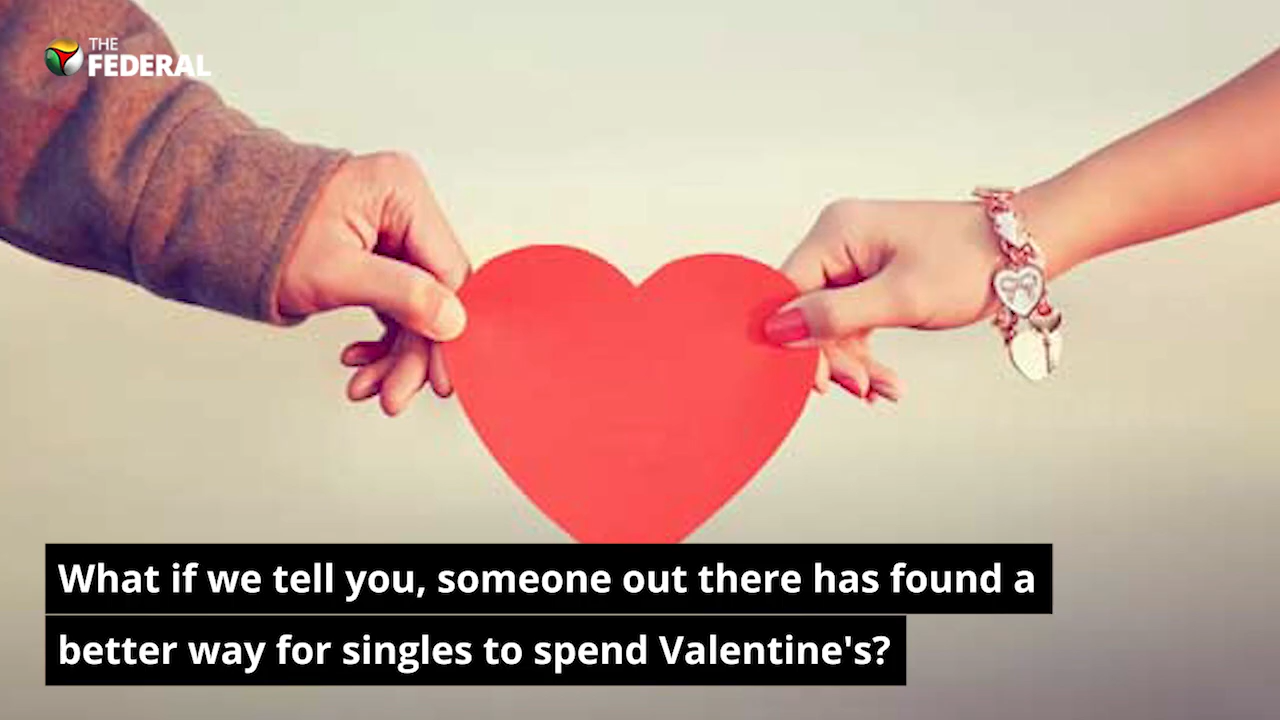 THE
FEDERAL
What if we tell you, someone out there has found a
better way for singles to spend Valentine's?